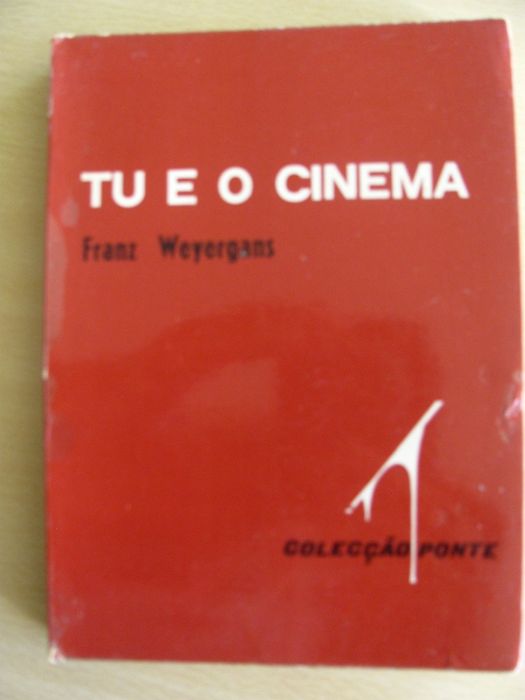 TU E O CINEMA
Franz Weyergans
COLECÇÃO PONTE